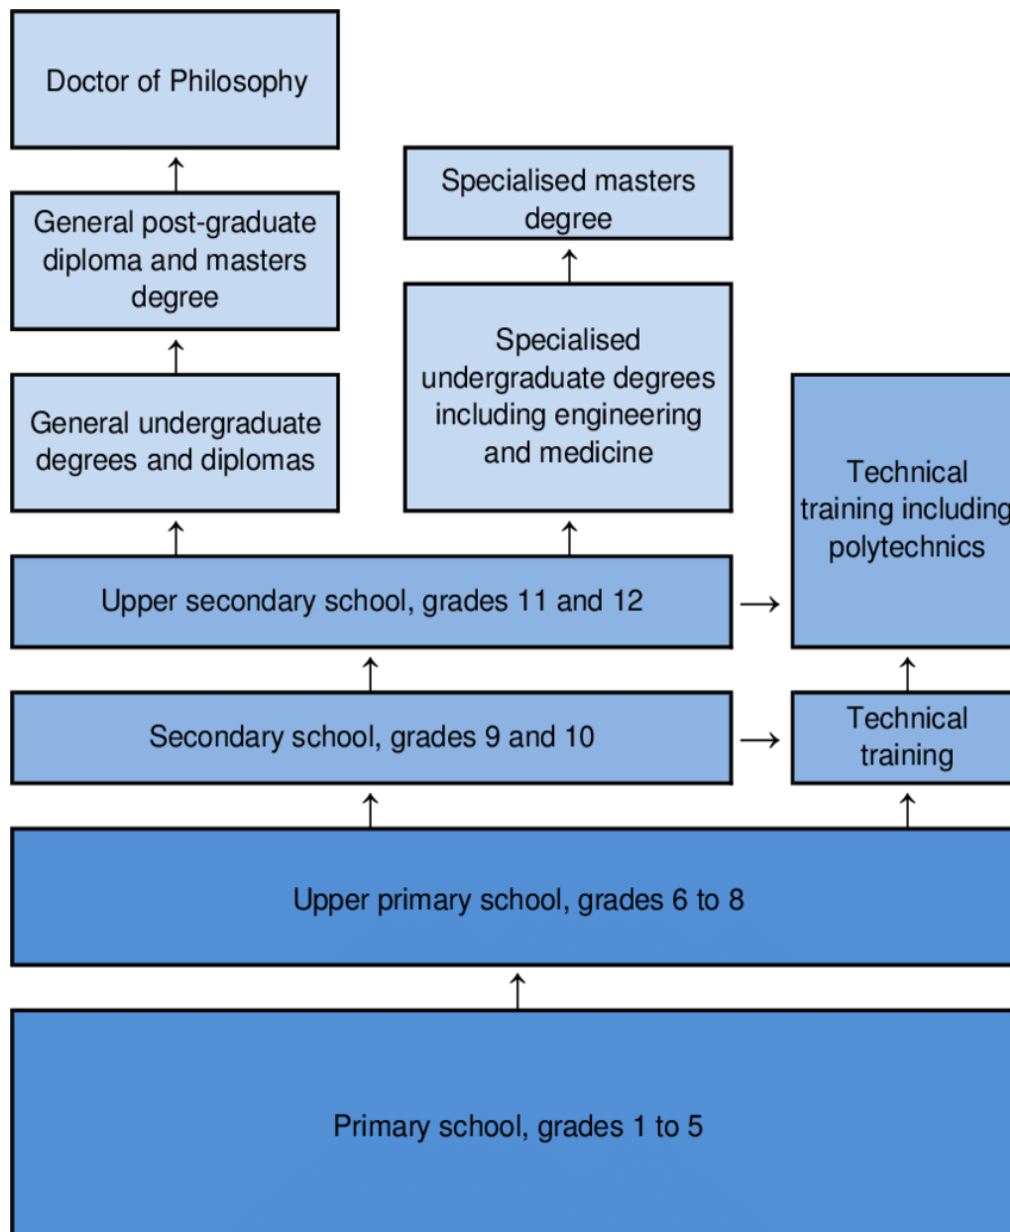 Doctor of Philosophy
Specialised masters
degree
General post-graduate
diploma and masters
degree
Specialised
undergraduate degrees
including engineering
and medicine
General undergraduate
degrees and diplomas
Technical
training including
polytechnics
Upper secondary school, grades 11 and 12
Secondary school, grades 9 and 10
Technical
training
Upper primary school, grades 6 to 8
Primary school, grades 1 to 5